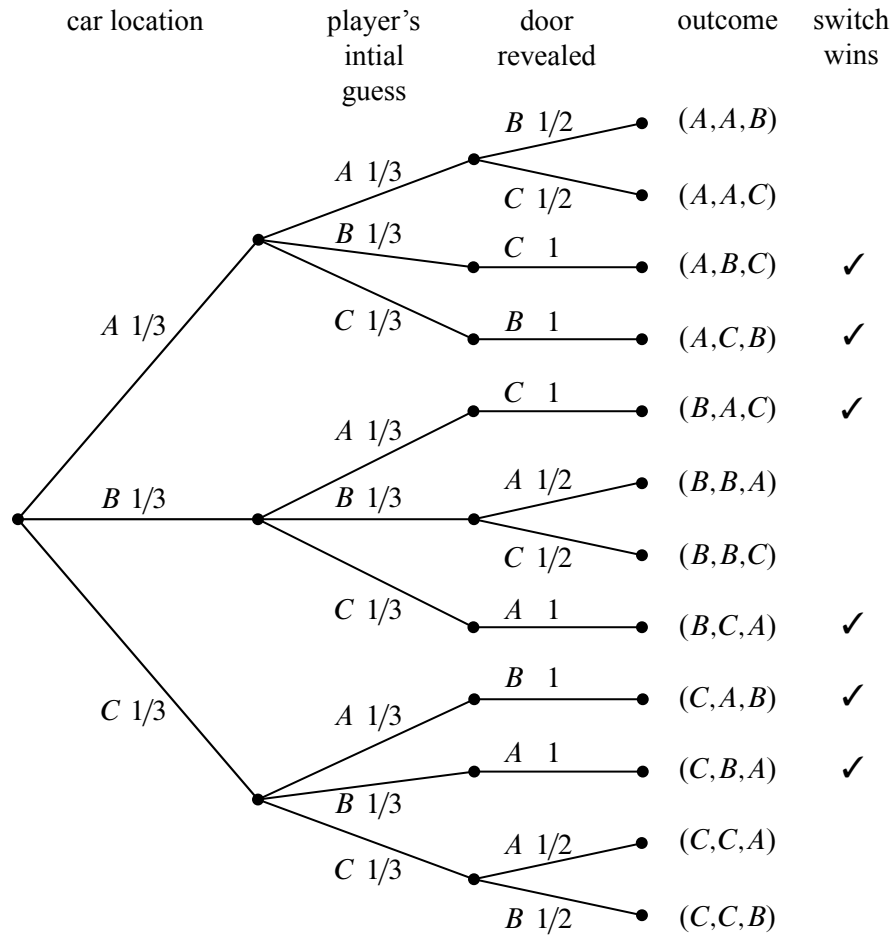 car location player's door outcome switch
intial revealed wins
guess
B 1/2 (A,A,B)
A 1/3
C 1/2 (A,A,C)
B 1/3 C 1 (A,B,C) ✓
A 1/3 C 1/3 B 1 (A,C,B) ✓
C 1 (B,A,C) ✓
A 1/3
A 1/2 (B,B,A)
B 1/3 B 1/3
C 1/2 (B,B,C)
C 1/3 A 1 (B,C,A) ✓
B 1 (C,A,B) ✓
C 1/3 A 1/3
A 1 (C,B,A) ✓
B 1/3
A 1/2 (C,C,A)
C 1/3
B 1/2 (C,C,B)